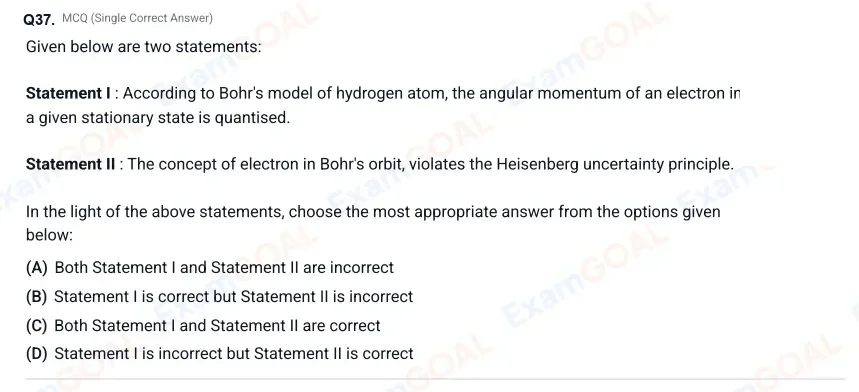 Q37. MCQ (Single Correct Answer)
Given below are two statements:
Statement I : According to Bohr's model of hydrogen atom, the angular momentum of an electron in
a given stationary state is quantised.
Statement II : The concept of electron in Bohr's orbit, violates the Heisenberg uncertainty principle.
In the light of the above statements, choose the most appropriate answer from the options given
below:
(A) Both Statement I and Statement II are incorrect
(B) Statement I is correct but Statement II is incorrect
(C) Both Statement I and Statement II are correct
(D) Statement I is incorrect but Statement II is correct